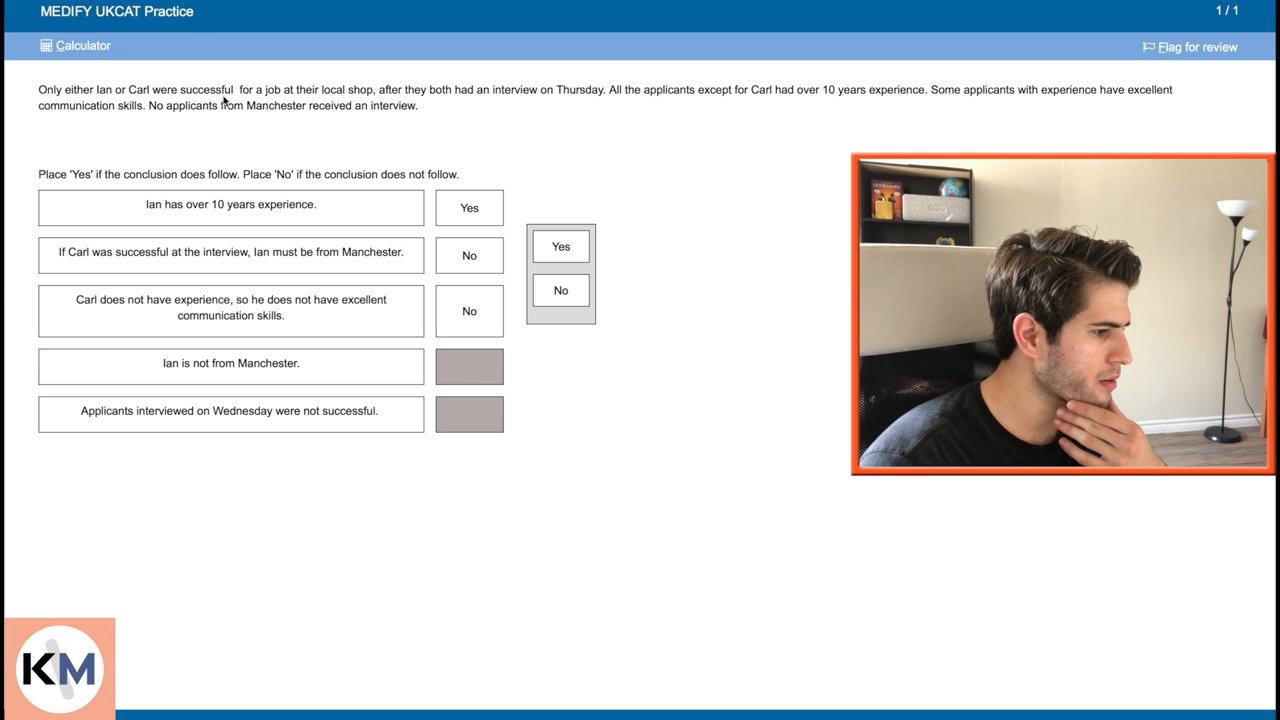 MEDIFY UKCAT Practice
1 / 1
Calculator
Flag for review
Only either Ian or Carl were successful for a job at their local shop, after they both had an interview on Thursday. All the applicants except for Carl had over 10 years experience. Some applicants with experience have excellent
communication skills. No applicants from Manchester received an interview.
Place 'Yes' if the conclusion does follow. Place 'No' if the conclusion does not follow.
Ian has over 10 years experience.
Yes
If Carl was successful at the interview, Ian must be from Manchester.
No
Carl does not have experience, so he does not have excellent
communication skills.
No
Ian is not from Manchester.
Applicants interviewed on Wednesday were not successful.
Yes
No
KM